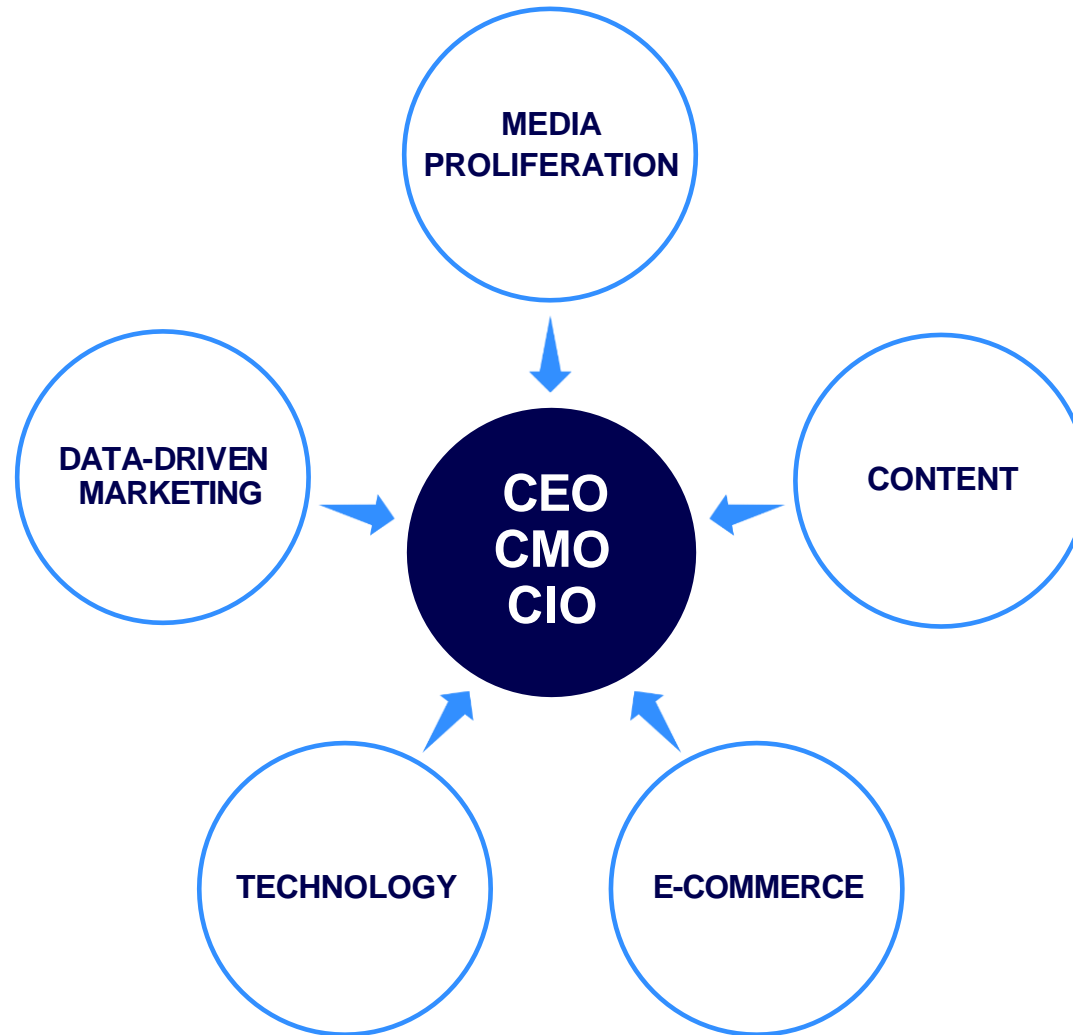 MEDIA
PROLIFERATION
DATA-DRIVEN
MARKETING
CEO
CMO
CIO
CONTENT
TECHNOLOGY
E-COMMERCE